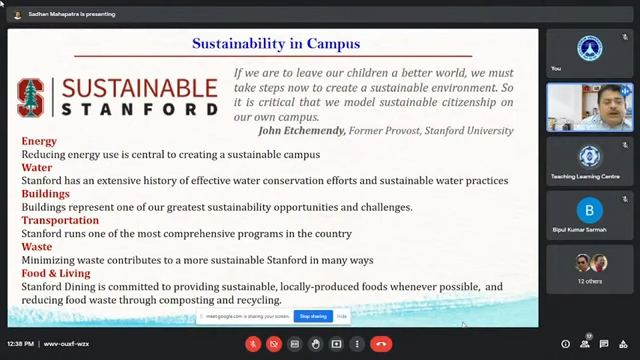 Sadhan Mahapatra is presenting
Sustainability in Campus
S
SUSTAINABLE
STANFORD
If we are to leave our children a better world, we must
take steps now to create a sustainable environment. So
it is critical that we model sustainable citizenship on
our own campus.
John Etchemendy, Former Provost, Stanford University
Energy
Reducing energy use is central to creating a sustainable campus
Water
Stanford has an extensive history of effective water conservation efforts and sustainable water practices
Buildings
Buildings represent one of our greatest sustainability opportunities and challenges.
Transportation
Stanford runs one of the most comprehensive programs in the country
Waste
Minimizing waste contributes to a more sustainable Stanford in many ways
Food & Living
Stanford Dining is committed to providing sustainable, locally-produced foods whenever possible, and
reducing food waste through composting and recycling.
meet.google.com is sharing your screen. Stop sharing Hide
You
Teaching Learning Centre
B
Bipul Kumar Sarmah
12 others
12:38 PM | wwv-ouxf-wzx